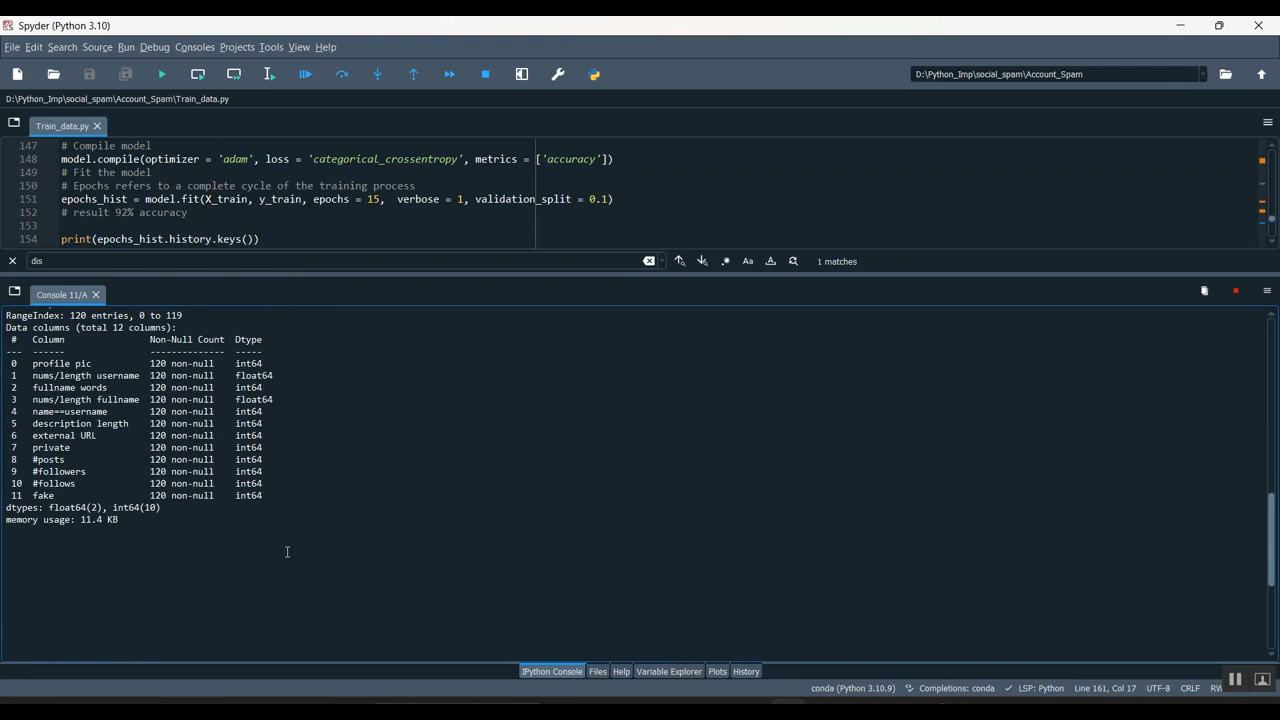 Spyder (Python 3.10)
File Edit Search Source Run Debug Consoles Projects Tools View Help
D:\Python_Imp\social_spam\Account_Spam
D:\Python_Imp\social_spam\Account_Spam\Train_data.py
Train_data.py
147 # Compile model
148 model.compile(optimizer = 'adam', loss = 'categorical_crossentropy', metrics = ['accuracy'])
149 # Fit the model
150 # Epochs refers to a complete cycle of the training process
151 epochs_hist = model.fit(X_train, y_train, epochs = 15,  verbose = 1, validation_split = 0.1)
152 # result 92% accuracy
153
154 print(epochs_hist.history.keys())
dis
Aa
1 matches
Console 11/A
RangeIndex: 120 entries, 0 to 119
Data columns (total 12 columns):
#   Column                Non-Null Count  Dtype
---  ------                --------------  -----
0   profile pic           120 non-null    int64
1   nums/length username  120 non-null    float64
2   fullname words        120 non-null    int64
3   nums/length fullname  120 non-null    float64
4   name==username        120 non-null    int64
5   description length    120 non-null    int64
6   external URL          120 non-null    int64
7   private               120 non-null    int64
8   #posts                120 non-null    int64
9   #followers            120 non-null    int64
10  #follows              120 non-null    int64
11  fake                  120 non-null    int64
dtypes: float64(2), int64(10)
memory usage: 11.4 KB
IPython Console Files Help Variable Explorer Plots History
conda (Python 3.10.9) Completions: conda LSP: Python Line 161, Col 17 UTF-8 CRLF